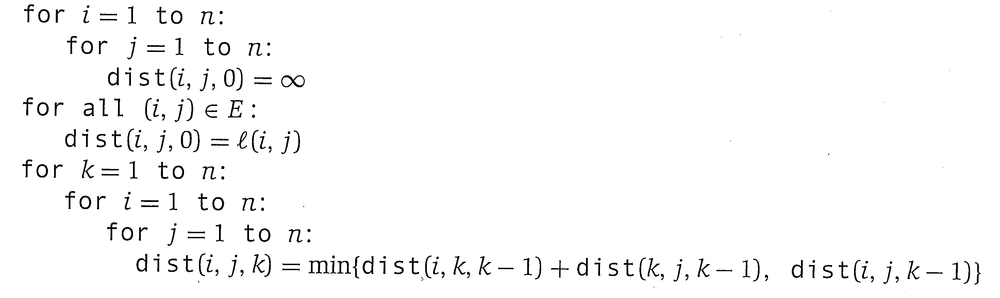 for i = 1 to n:
for j = 1 to n:
dist(i, j, 0) = ∞
for all (i, j) ∈ E:
dist(i, j, 0) = ℓ(i, j)
for k = 1 to n:
for i = 1 to n:
for j = 1 to n:
dist(i, j, k) = min{dist(i, k, k − 1) + dist(k, j, k − 1), dist(i, j, k − 1)}